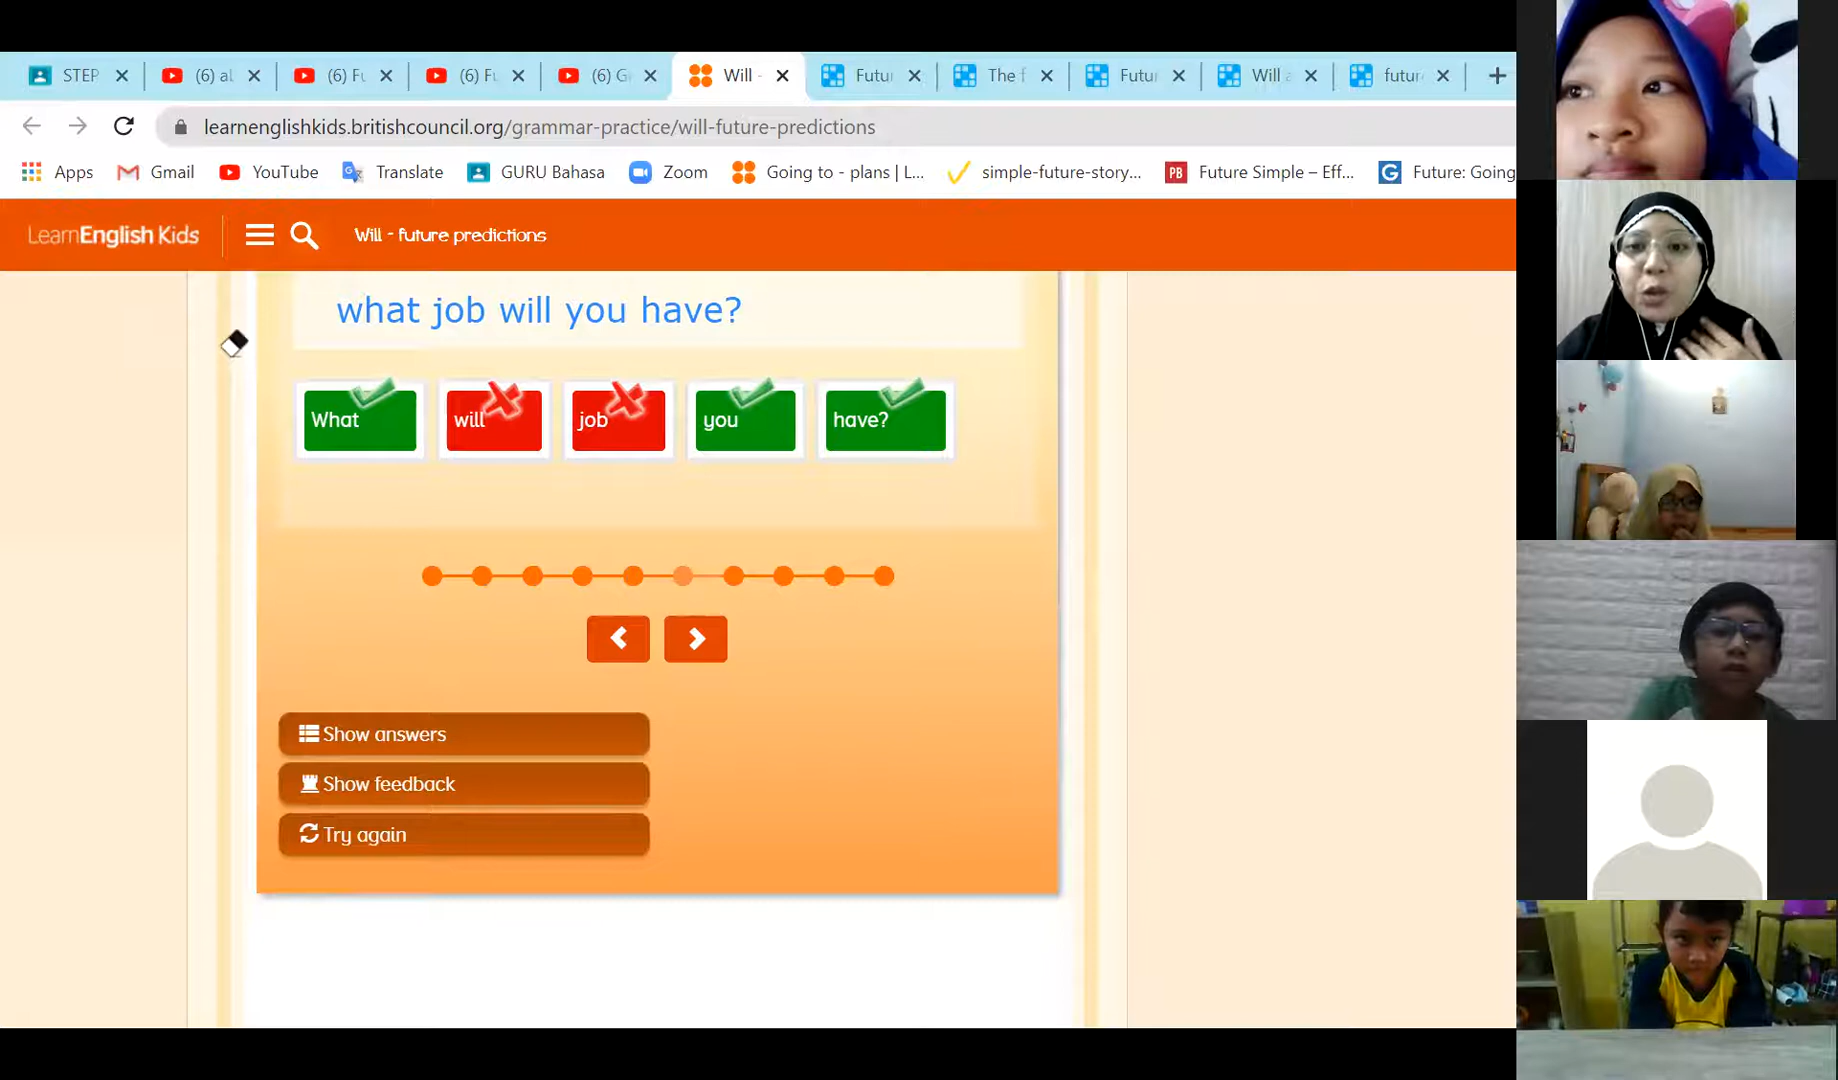 STEP (6) al (6) Fu (6) Fu (6) G Will - Futur The f Futur Will a future
learnenglishkids.britishcouncil.org/grammar-practice/will-future-predictions
Apps Gmail YouTube Translate GURU Bahasa Zoom Going to - plans | L... simple-future-story... PB Future Simple – Eff... G Future: Going
LearnEnglish Kids Will - future predictions
what job will you have?
What will job you have?
Show answers
Show feedback
Try again